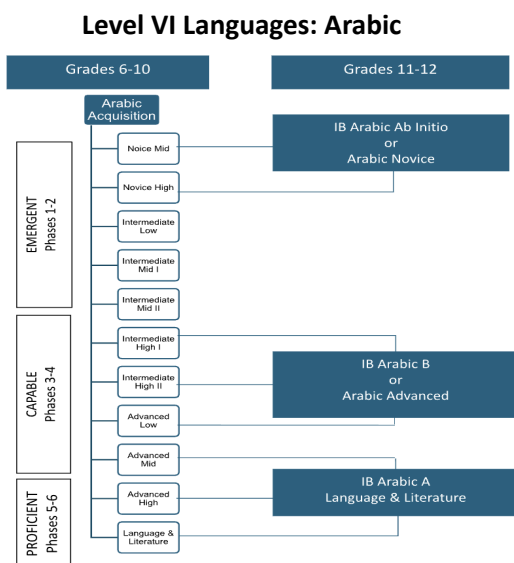 Level VI Languages: Arabic
Grades 6-10
Grades 11-12
Arabic
Acquisition
IB Arabic Ab Initio
or
Arabic Novice
EMERGENT
Phases 1-2
Noice Mid
Novice High
Intermediate
Low
Intermediate
Mid I
Intermediate
Mid II
CAPABLE
Phases 3-4
Intermediate
High I
Intermediate
High II
Advanced
Low
IB Arabic B
or
Arabic Advanced
Advanced
Mid
PROFICIENT
Phases 5-6
Advanced
High
Language &
Literature
IB Arabic A
Language & Literature